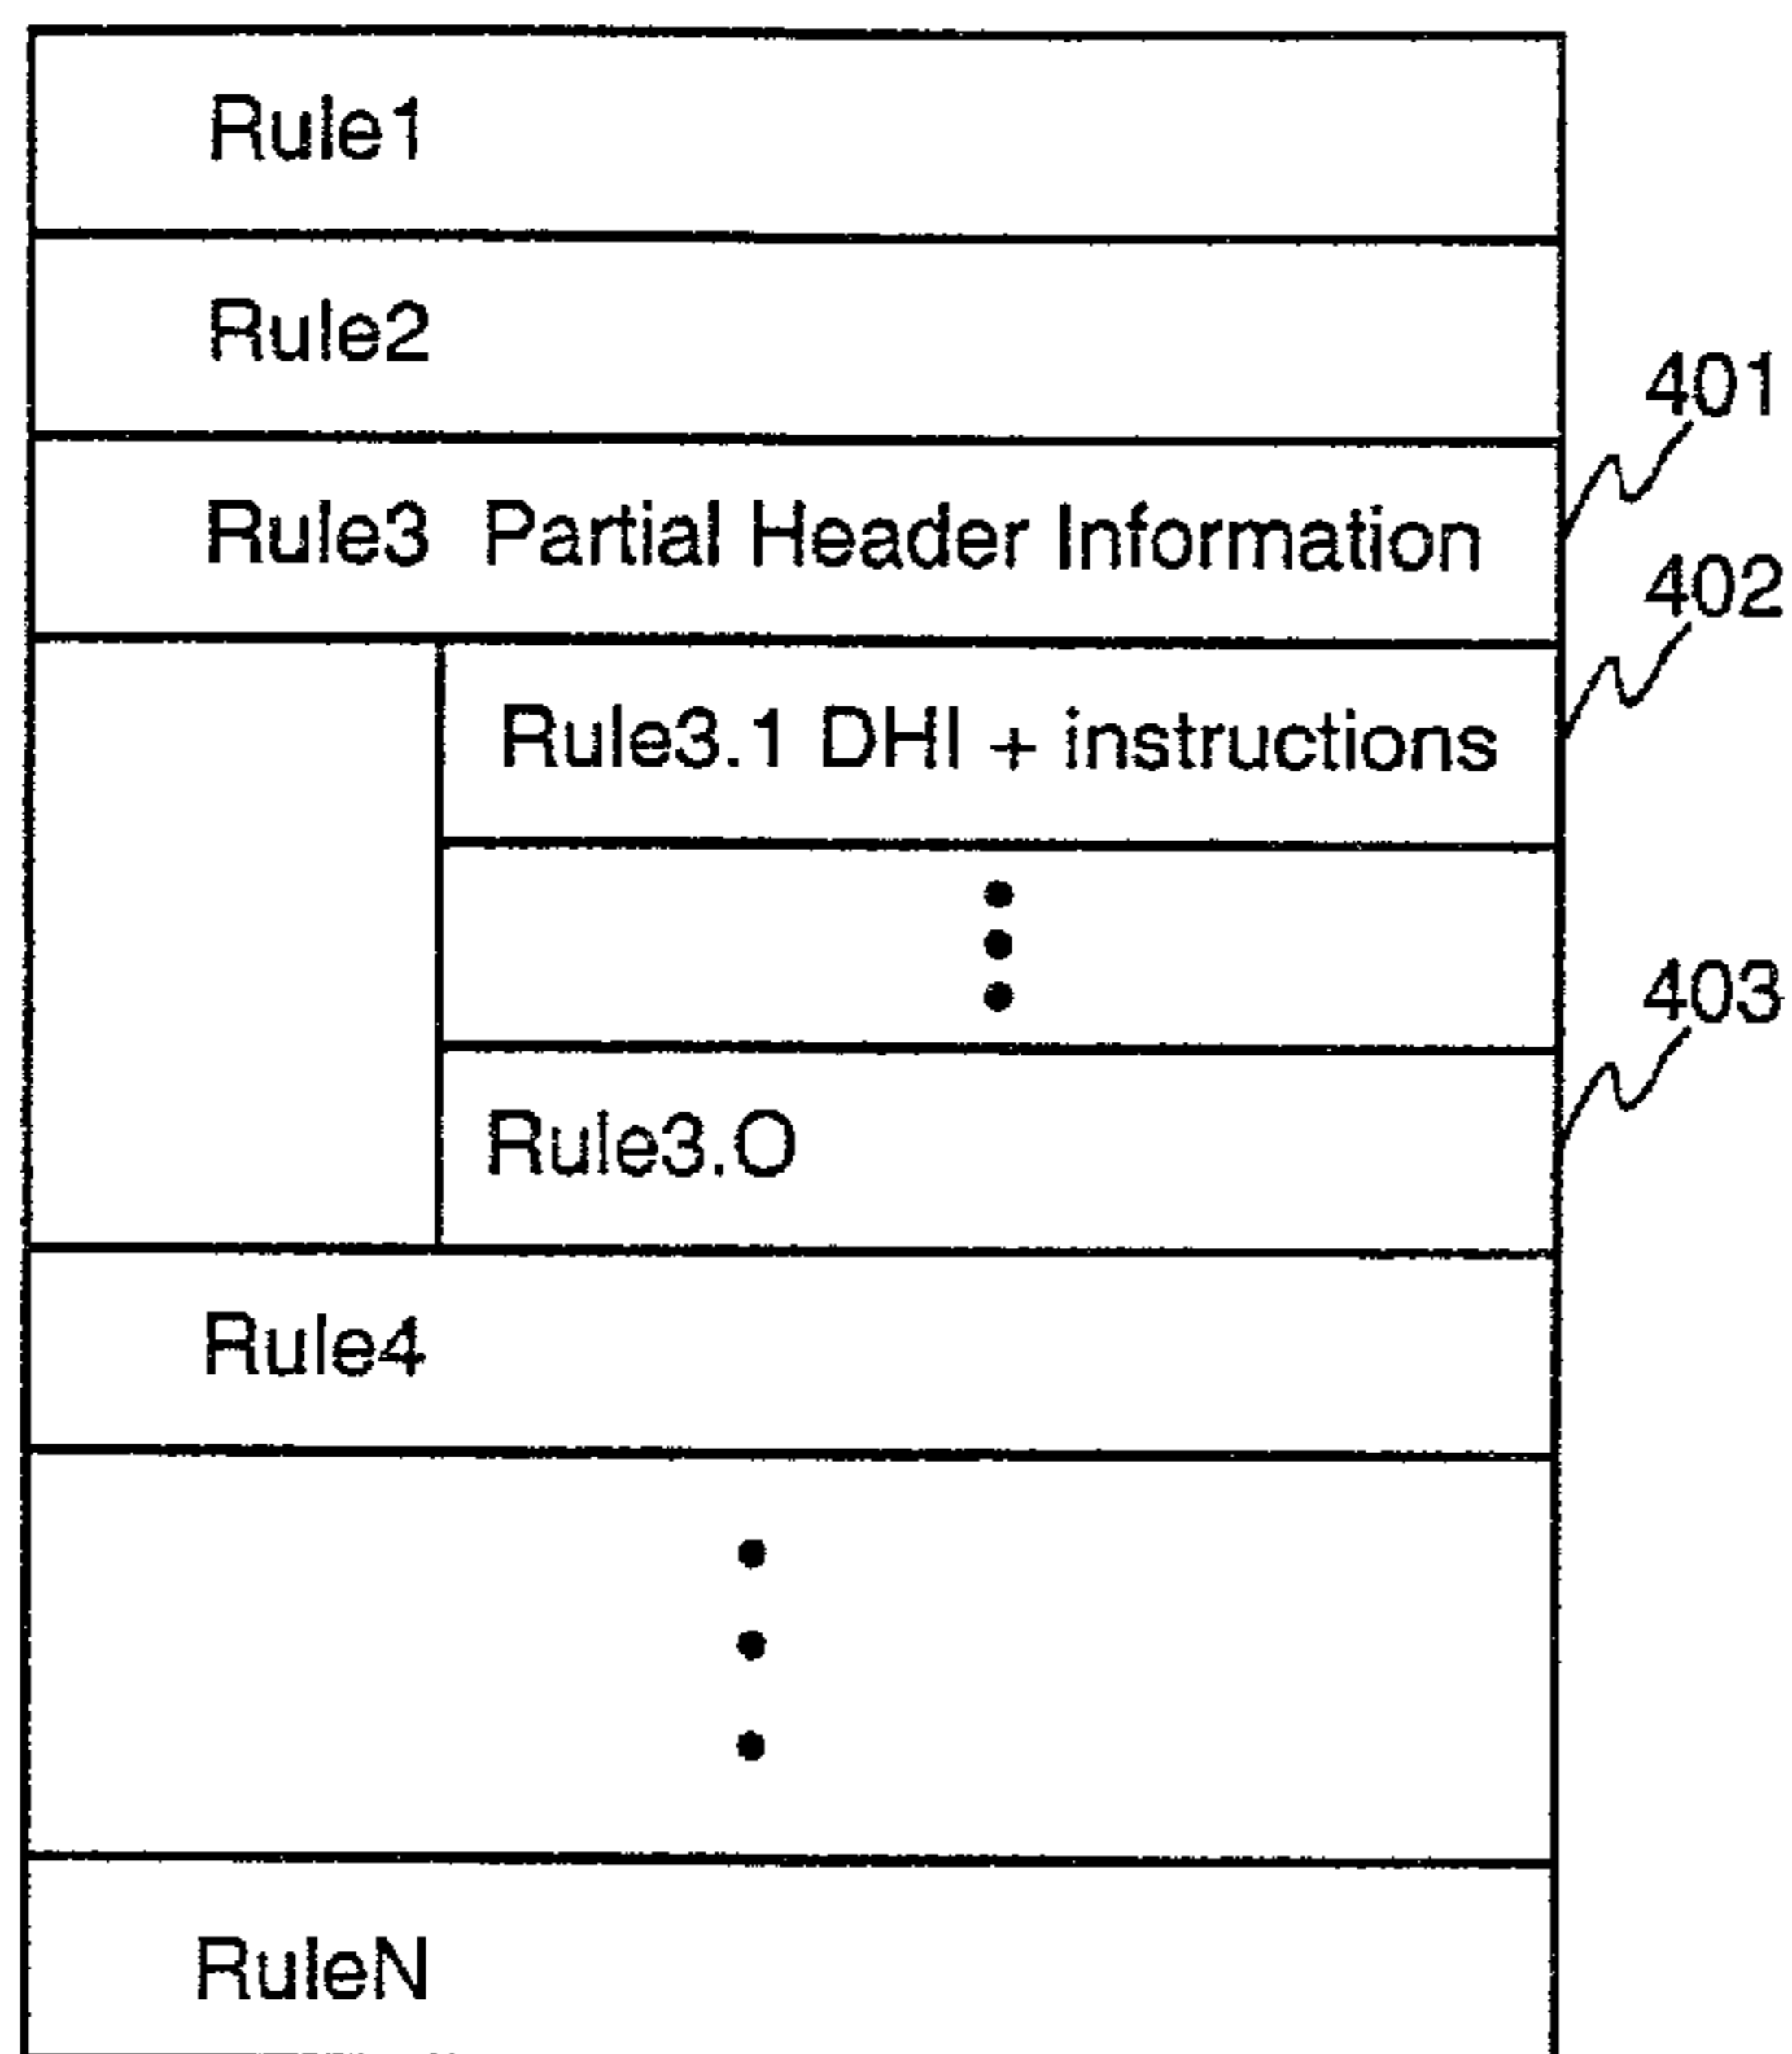 Rule1
Rule2
401
Rule3 Partial Header Information
402
Rule3.1 DHI + instructions
403
Rule3.O
Rule4
RuleN